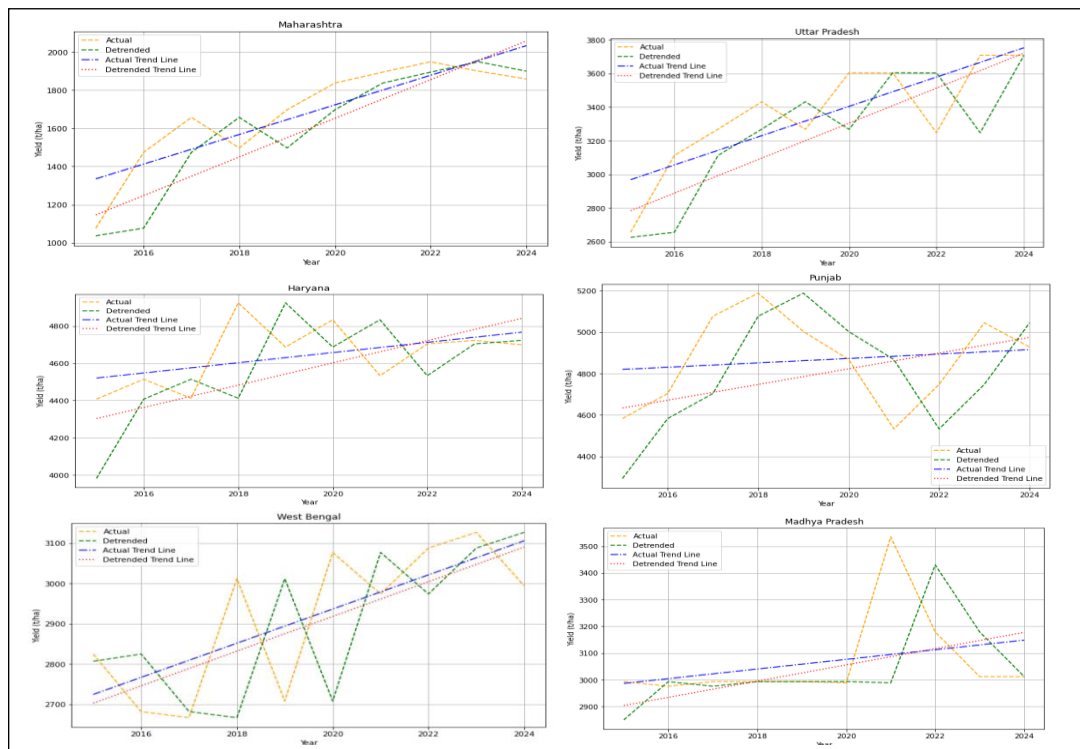 Maharashtra
Actual
Detrended
Actual Trend Line
Detrended Trend Line
2000
1800
1600
1400
1200
1000
Yield (t/ha)
2016 2018 2020 2022 2024
Year
Uttar Pradesh
Actual
Detrended
Actual Trend Line
Detrended Trend Line
3800
3600
3400
3200
3000
2800
2600
Yield (t/ha)
2016 2018 2020 2022 2024
Year
Haryana
Actual
Detrended
Actual Trend Line
Detrended Trend Line
4800
4600
4400
4200
4000
Yield (t/ha)
2016 2018 2020 2022 2024
Year
Punjab
5200
5000
4800
4600
4400
Yield (t/ha)
Actual
Detrended
Actual Trend Line
Detrended Trend Line
2016 2018 2020 2022 2024
Year
West Bengal
Actual
Detrended
Actual Trend Line
Detrended Trend Line
3100
3000
2900
2800
2700
Yield (t/ha)
2016 2018 2020 2022 2024
Year
Madhya Pradesh
Actual
Detrended
Actual Trend Line
Detrended Trend Line
3500
3400
3300
3200
3100
3000
2900
Yield (t/ha)
2016 2018 2020 2022 2024
Year